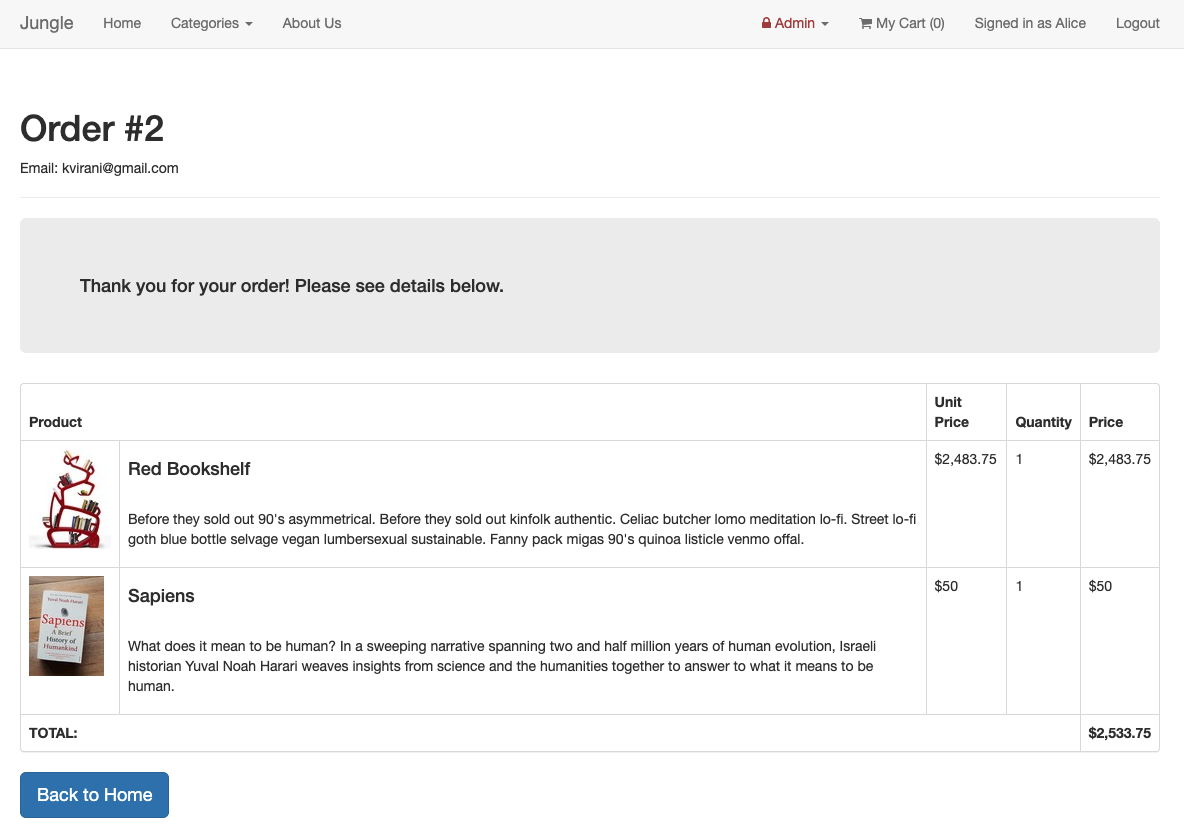 Jungle Home Categories About Us Admin My Cart (0) Signed in as Alice Logout
Order #2
Email: kvirani@gmail.com
Thank you for your order! Please see details below.
Product Unit Price Quantity Price
Red Bookshelf $2,483.75 1 $2,483.75
Before they sold out 90's asymmetrical. Before they sold out kinfolk authentic. Celiac butcher lomo meditation lo-fi. Street lo-fi
goth blue bottle selvage vegan lumbersexual sustainable. Fanny pack migas 90's quinoa listicle venmo offal.
Yuval Noah Harari
Sapiens
A Brief
History of
Humankind
Sapiens $50 1 $50
What does it mean to be human? In a sweeping narrative spanning two and half million years of human evolution, Israeli
historian Yuval Noah Harari weaves insights from science and the humanities together to answer to what it means to be
human.
TOTAL: $2,533.75
Back to Home